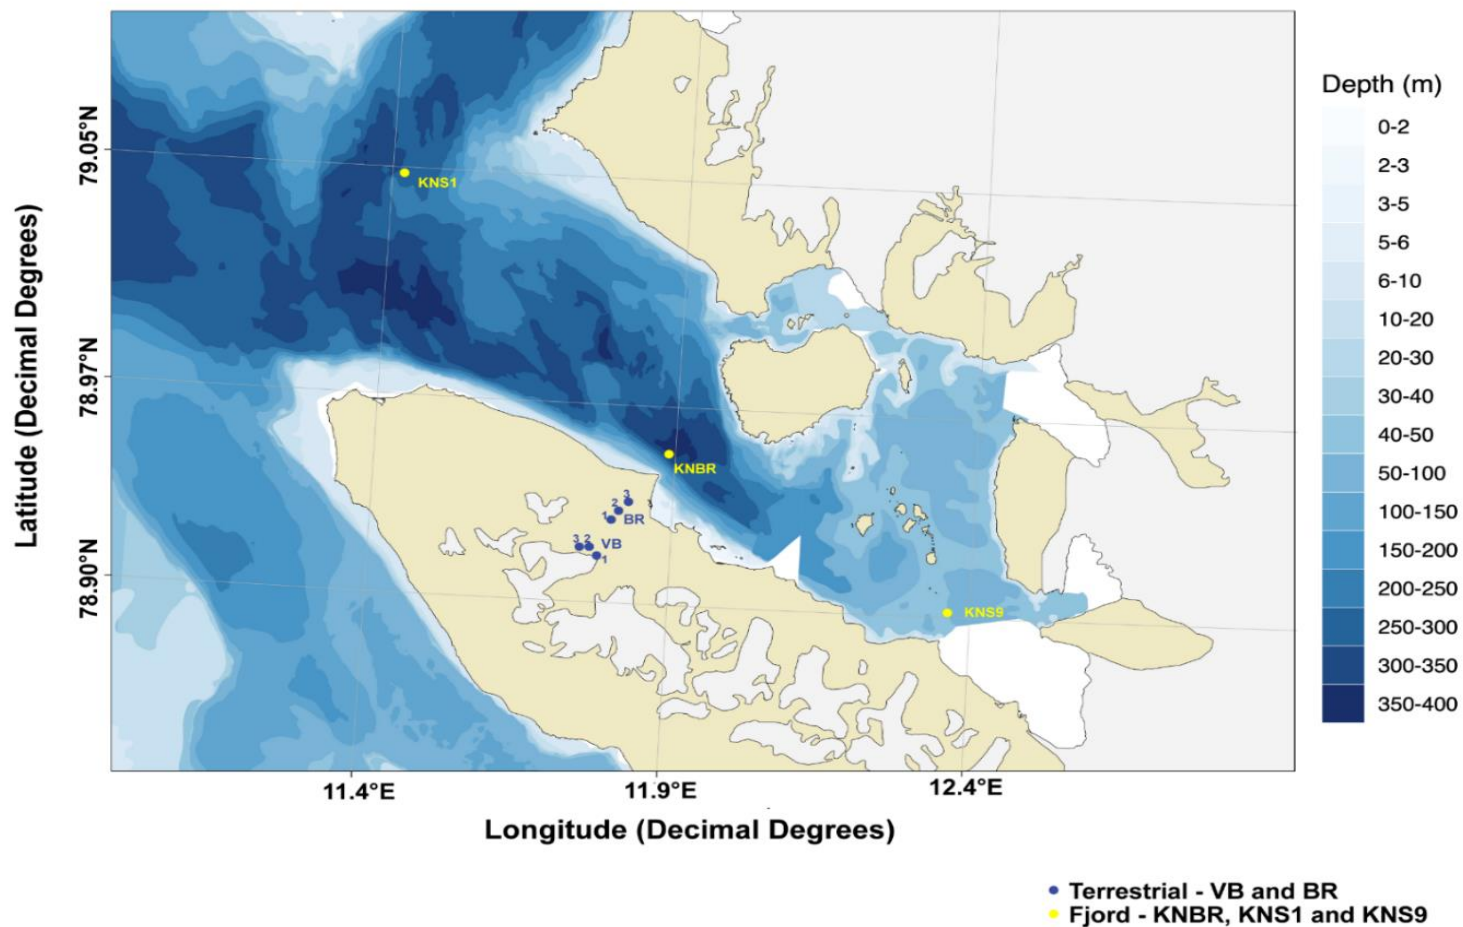 Depth (m)
0-2
2-3
3-5
5-6
6-10
10-20
20-30
30-40
40-50
50-100
100-150
150-200
200-250
250-300
300-350
350-400
Latitude (Decimal Degrees)
79.05°N
78.97°N
78.90°N
KNS1
KNBR
3
2
1 BR
3 2 VB
1
KNS9
11.4°E 11.9°E 12.4°E
Longitude (Decimal Degrees)
Terrestrial - VB and BR
Fjord - KNBR, KNS1 and KNS9